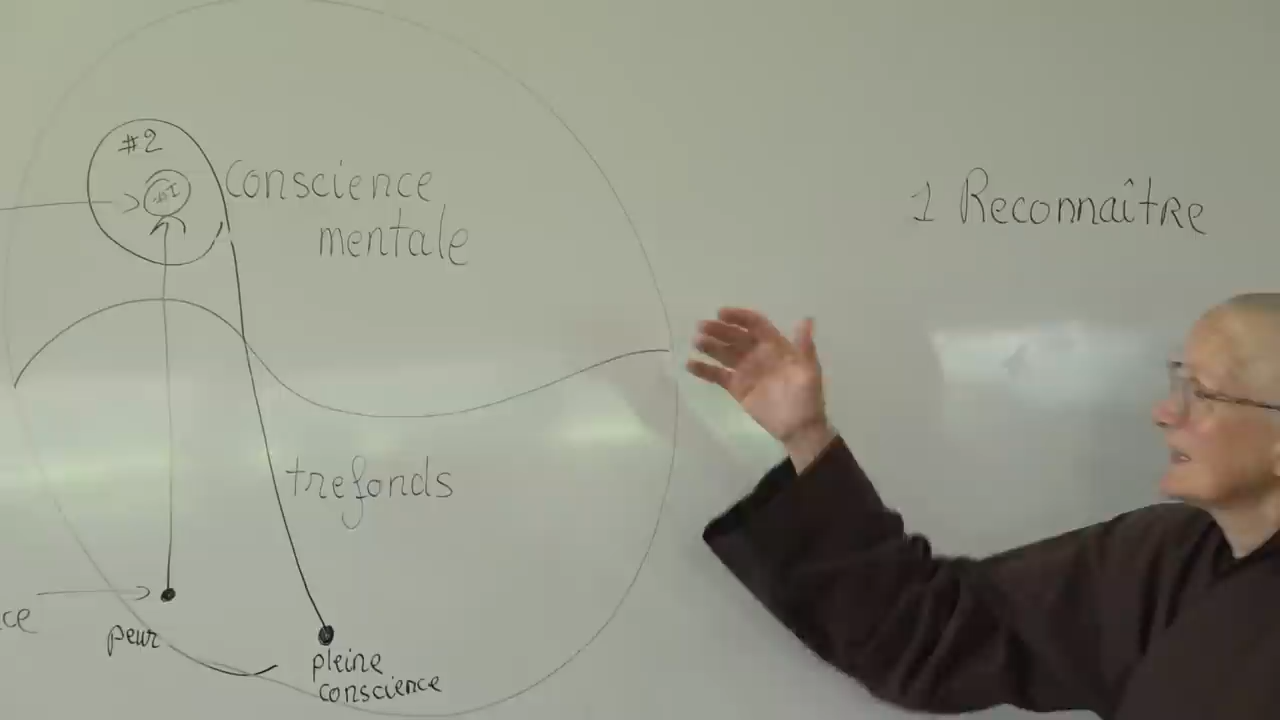 #2
Conscience
mentale
1 Reconnaître
tréfonds
peur
pleine
conscience